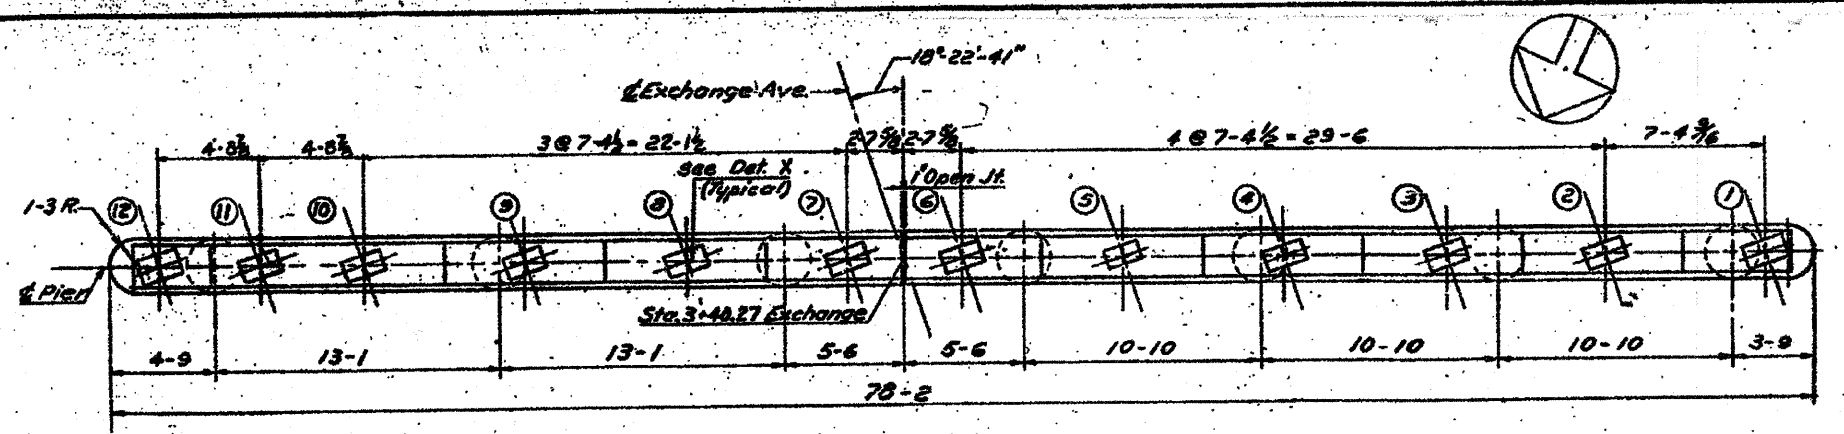 18°-22'-41"
℄ Exchange Ave.
4-8⅞ 4-8⅞ 3 @ 7-4½ = 22-1½ 2-7⅝ 2-7⅝ 4 @ 7-4½ = 29-6 7-4 9/16
see Det. X
(Typical)
1" Open Jt.
1-3 R. 12 11 10 9 8 7 6 5 4 3 2 1
℄ Pier
Sta. 3+48.27 Exchange
4-9 13-1 13-1 5-6 5-6 10-10 10-10 10-10 3-9
78-2